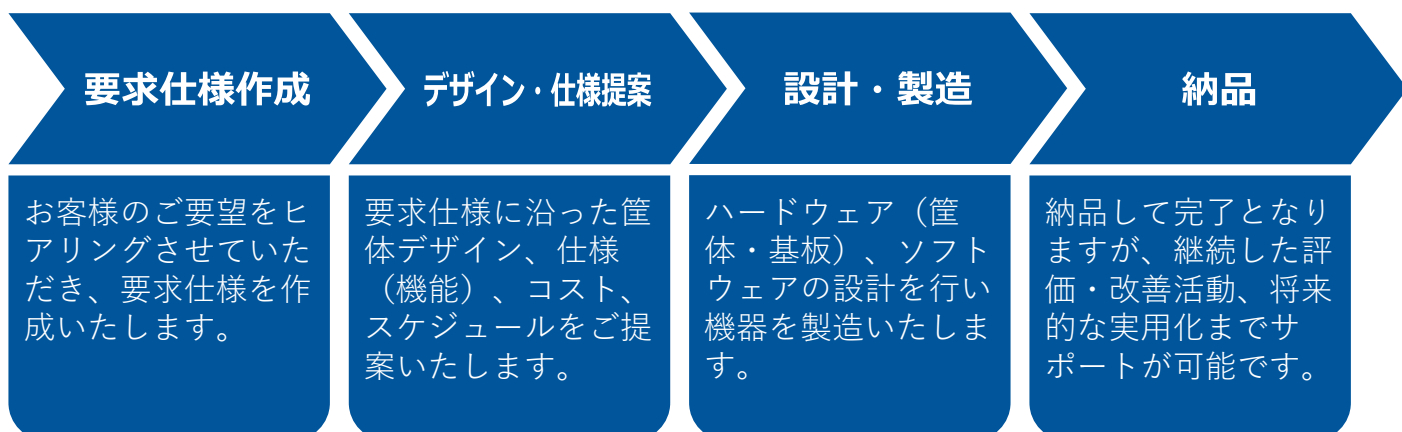 要求仕様作成
お客様のご要望をヒ
アリングさせていた
だき、要求仕様を作
成いたします。
デザイン・仕様提案
要求仕様に沿った筐
体デザイン、仕様
（機能）、コスト、
スケジュールをご提
案いたします。
設計・製造
ハードウェア（筐
体・基板）、ソフト
ウェアの設計を行い
機器を製造いたしま
す。
納品
納品して完了となり
ますが、継続した評
価・改善活動、将来
的な実用化までサ
ポートが可能です。